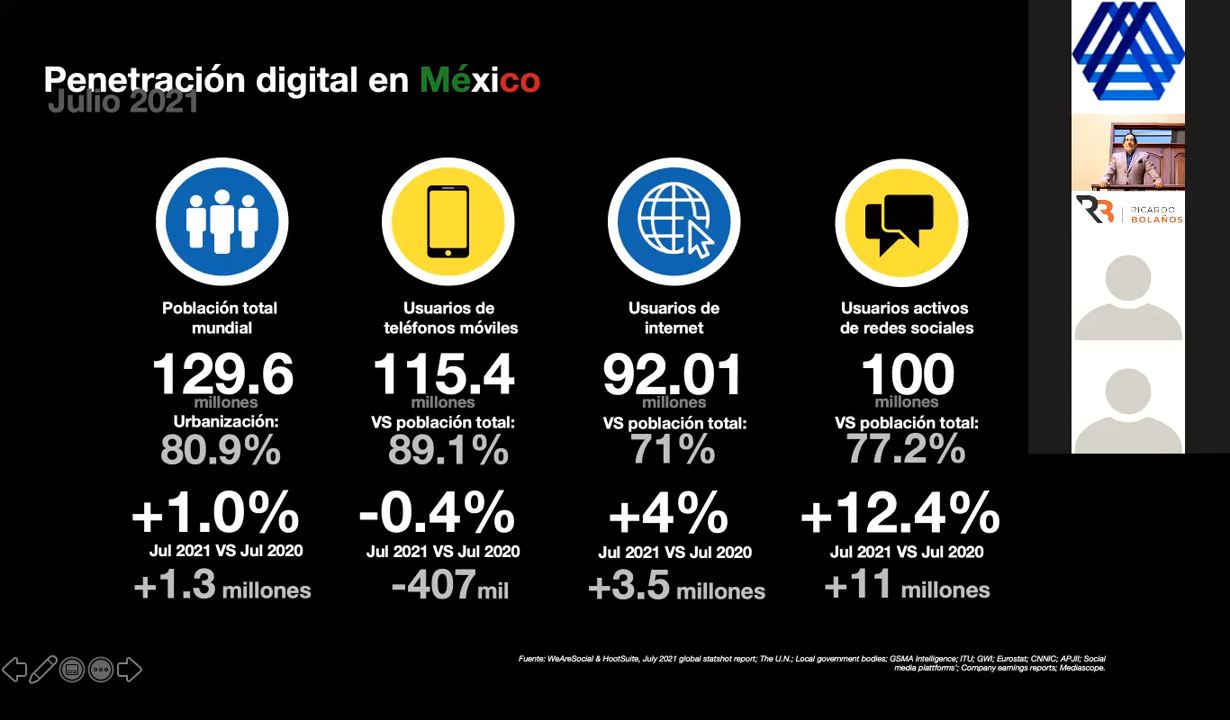 Penetración digital en México
Julio 2021
Población total
mundial
129.6
millones
Urbanización:
80.9%
+1.0%
Jul 2021 VS Jul 2020
+1.3 millones
Usuarios de
teléfonos móviles
115.4
millones
VS población total:
89.1%
-0.4%
Jul 2021 VS Jul 2020
-407mil
Usuarios de
internet
92.01
millones
VS población total:
71%
+4%
Jul 2021 VS Jul 2020
+3.5 millones
Usuarios activos
de redes sociales
100
millones
VS población total:
77.2%
+12.4%
Jul 2021 VS Jul 2020
+11 millones
Fuente: WeAreSocial & HootSuite, July 2021 global statshot report; The U.N.; Local government bodies; GSMA Intelligence; ITU; GWI; Eurostat; CNNIC; APJII; Social
media plattforms'; Company earnings reports; Mediascope.
RB
RICARDO
BOLAÑOS